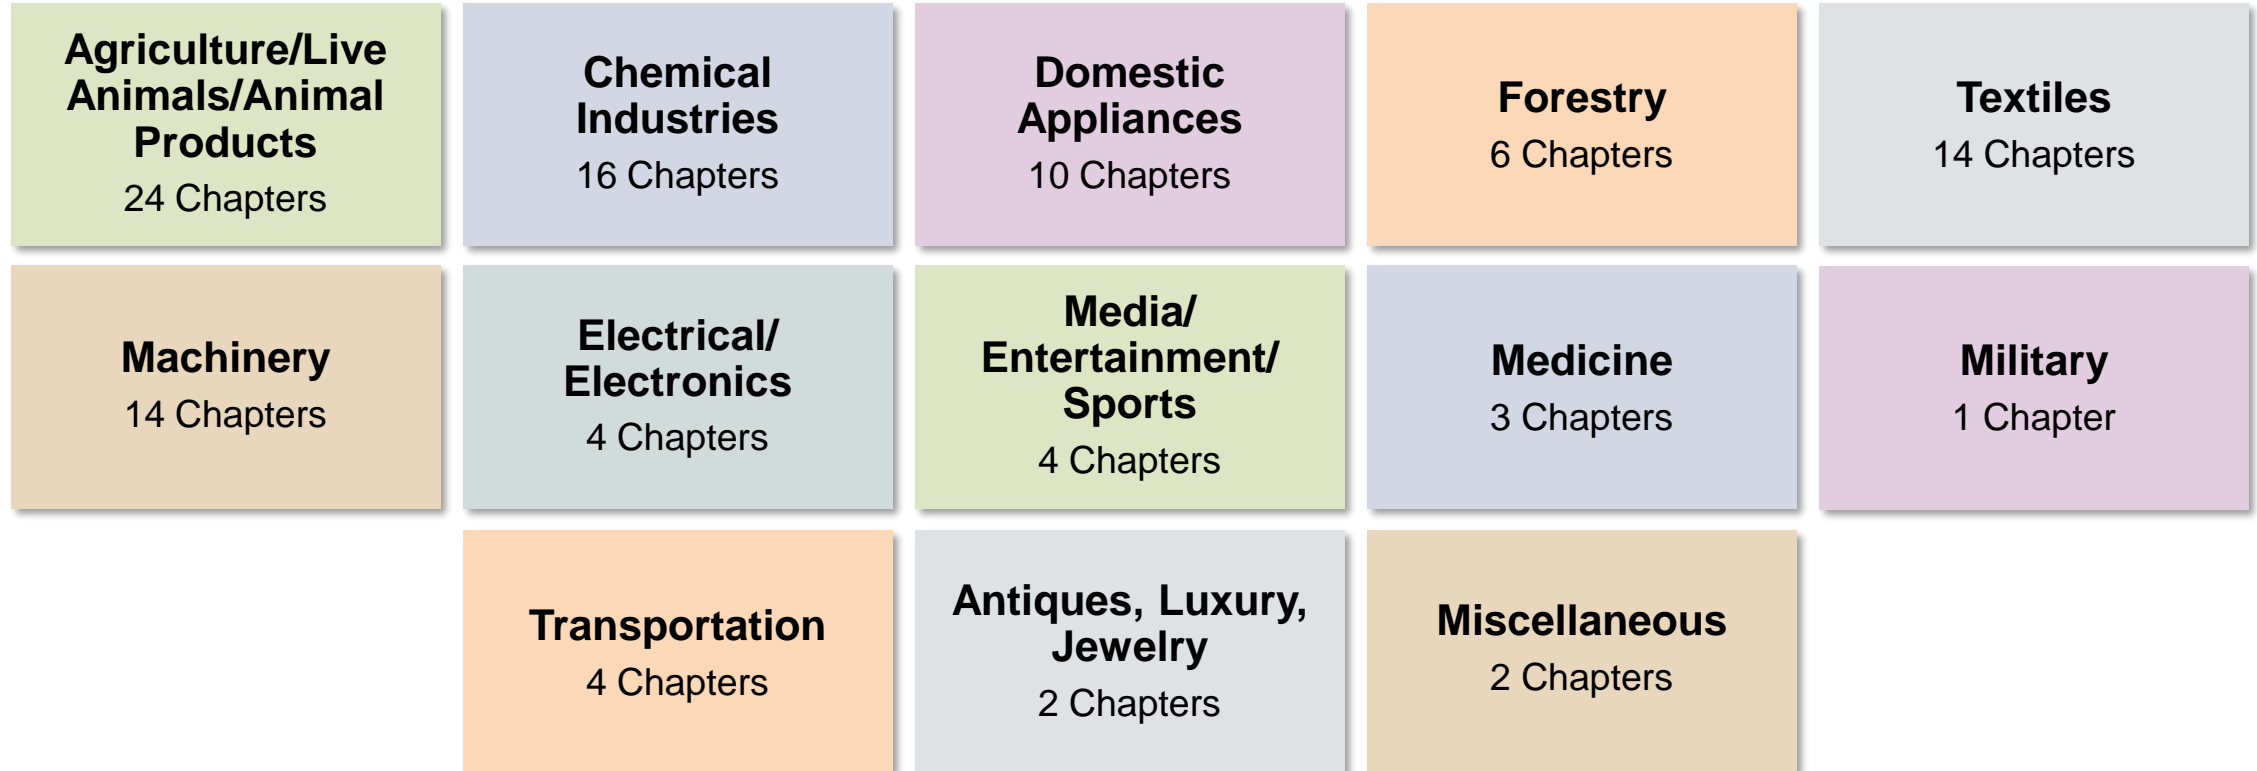 Agriculture/Live
Animals/Animal
Products
24 Chapters
Chemical
Industries
16 Chapters
Domestic
Appliances
10 Chapters
Forestry
6 Chapters
Textiles
14 Chapters
Machinery
14 Chapters
Electrical/
Electronics
4 Chapters
Media/
Entertainment/
Sports
4 Chapters
Medicine
3 Chapters
Military
1 Chapter
Transportation
4 Chapters
Antiques, Luxury,
Jewelry
2 Chapters
Miscellaneous
2 Chapters